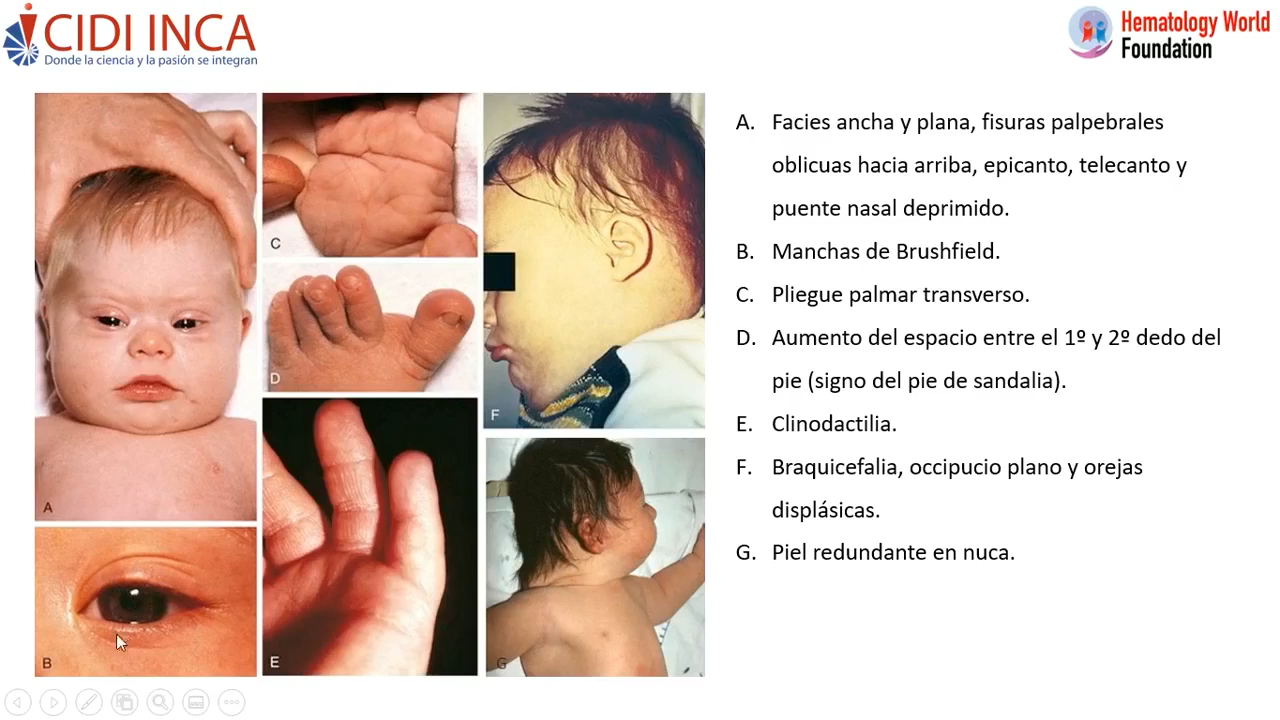 CIDI INCA
Donde la ciencia y la pasión se integran
Hematology World
Foundation
A
B
C
D
E
F
G
A. Facies ancha y plana, fisuras palpebrales
oblicuas hacia arriba, epicanto, telecanto y
puente nasal deprimido.
B. Manchas de Brushfield.
C. Pliegue palmar transverso.
D. Aumento del espacio entre el 1º y 2º dedo del
pie (signo del pie de sandalia).
E. Clinodactilia.
F. Braquicefalia, occipucio plano y orejas
displásicas.
G. Piel redundante en nuca.